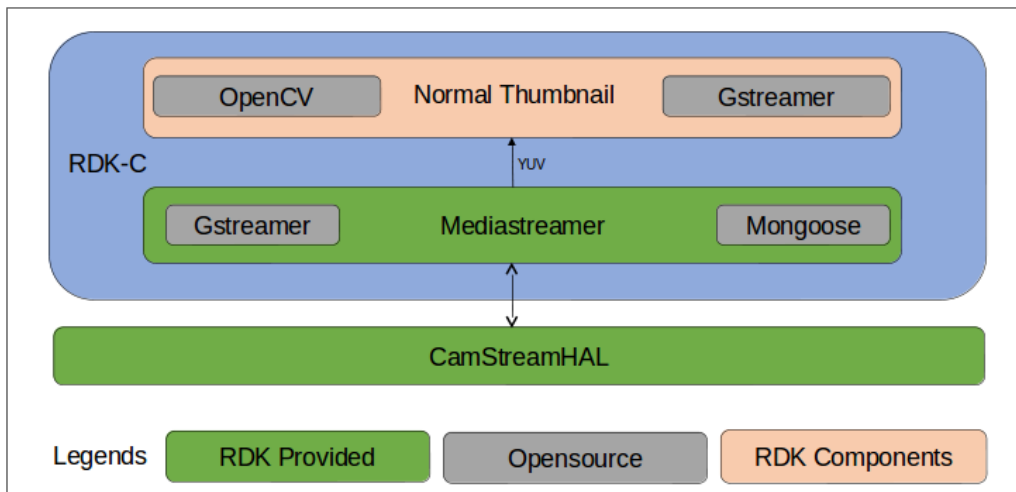 OpenCV
Normal Thumbnail
Gstreamer
RDK-C
YUV
Gstreamer
Mediastreamer
Mongoose
CamStreamHAL
Legends
RDK Provided
Opensource
RDK Components